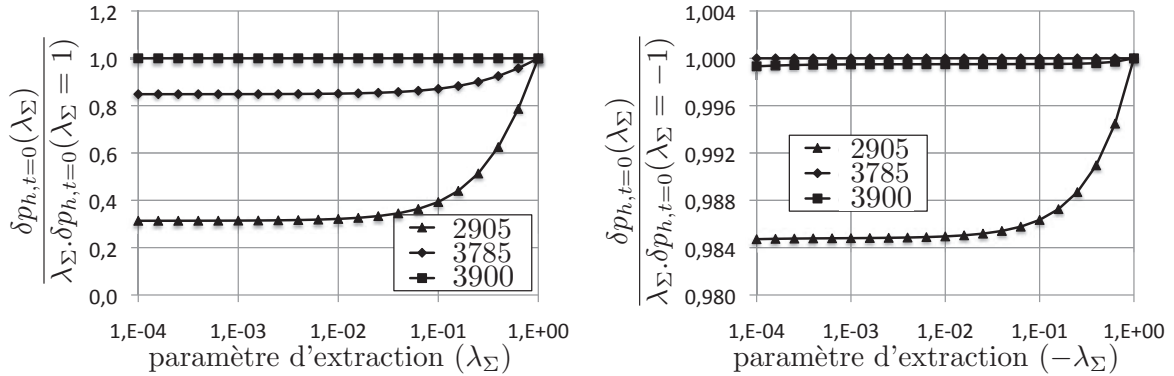 1,2
1,0
0,8
0,6
0,4
0,2
0,0
δp_{h,t=0}(λ_Σ)
λ_Σ.δp_{h,t=0}(λ_Σ = 1)
2905
3785
3900
1,E-04 1,E-03 1,E-02 1,E-01 1,E+00
paramètre d'extraction (λ_Σ)
1,004
1,000
0,996
0,992
0,988
0,984
0,980
δp_{h,t=0}(λ_Σ)
λ_Σ.δp_{h,t=0}(λ_Σ = −1)
2905
3785
3900
1,E-04 1,E-03 1,E-02 1,E-01 1,E+00
paramètre d'extraction (−λ_Σ)